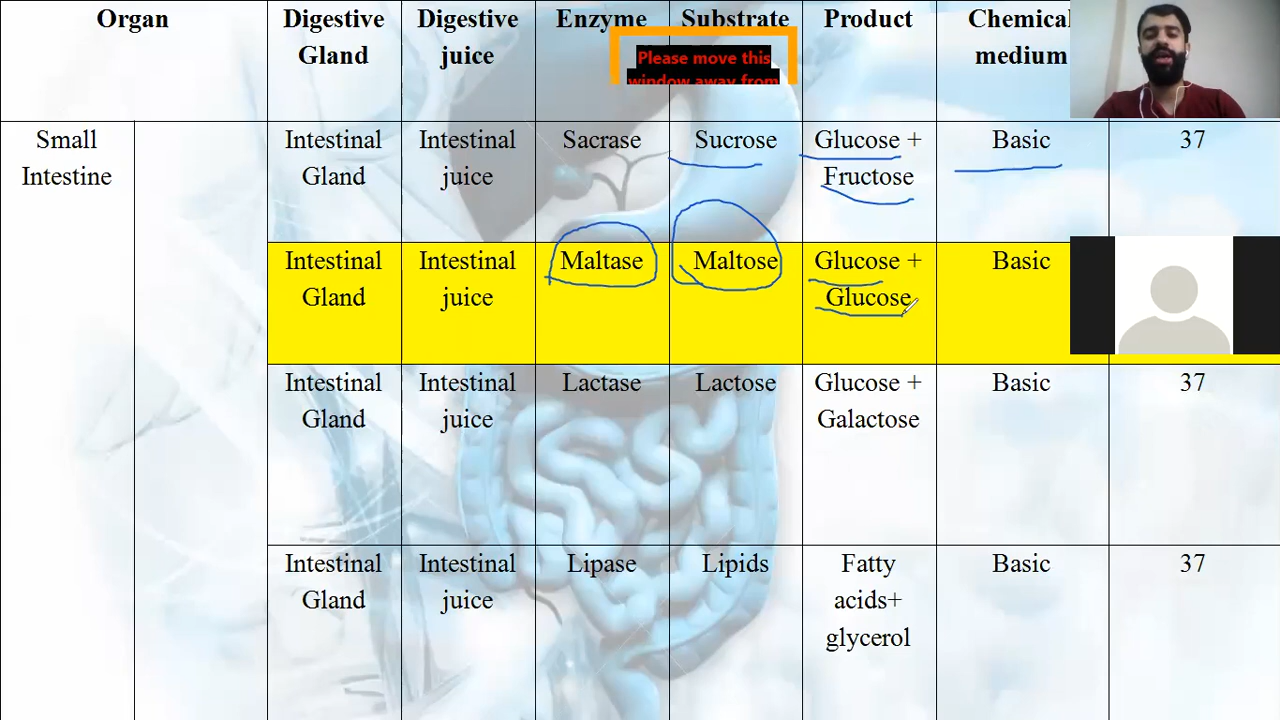 Organ Digestive Digestive Enzyme Substrate Product Chemical
Gland juice medium
Please move this
window away from
Small Intestinal Intestinal Sacrase Sucrose Glucose + Basic 37
Intestine Gland juice Fructose
Intestinal Intestinal Maltase Maltose Glucose + Basic
Gland juice Glucose
Intestinal Intestinal Lactase Lactose Glucose + Basic 37
Gland juice Galactose
Intestinal Intestinal Lipase Lipids Fatty Basic 37
Gland juice acids+
glycerol